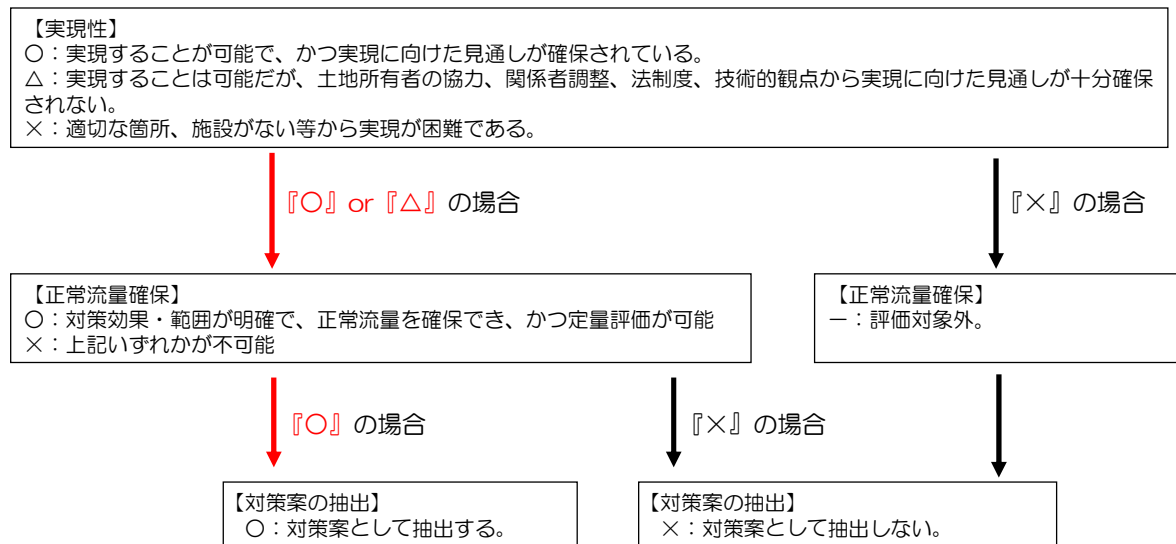 【実現性】
〇：実現することが可能で、かつ実現に向けた見通しが確保されている。
△：実現することは可能だが、土地所有者の協力、関係者調整、法制度、技術的観点から実現に向けた見通しが十分確保
されない。
×：適切な箇所、施設がない等から実現が困難である。
『〇』or『△』の場合
『×』の場合
【正常流量確保】
〇：対策効果・範囲が明確で、正常流量を確保でき、かつ定量評価が可能
×：上記いずれかが不可能
【正常流量確保】
－：評価対象外。
『〇』の場合
『×』の場合
【対策案の抽出】
〇：対策案として抽出する。
【対策案の抽出】
×：対策案として抽出しない。